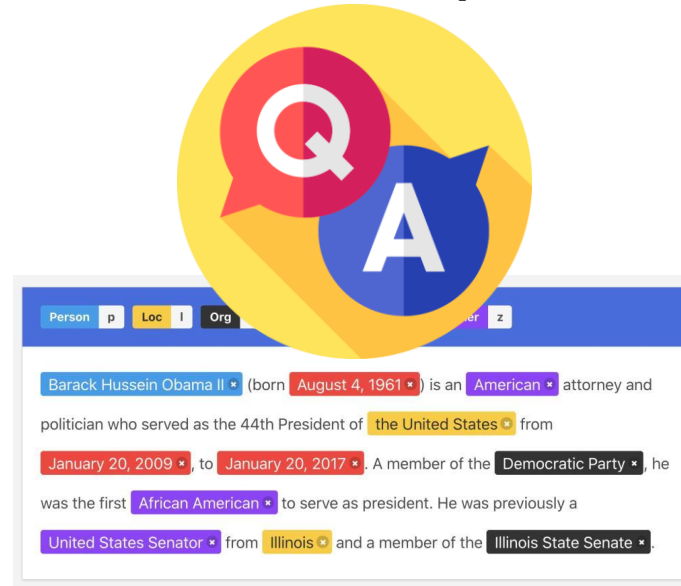 Q
A
Person p Loc l Org er z
Barack Hussein Obama II (born August 4, 1961) is an American attorney and
politician who served as the 44th President of the United States from
January 20, 2009, to January 20, 2017. A member of the Democratic Party, he
was the first African American to serve as president. He was previously a
United States Senator from Illinois and a member of the Illinois State Senate.